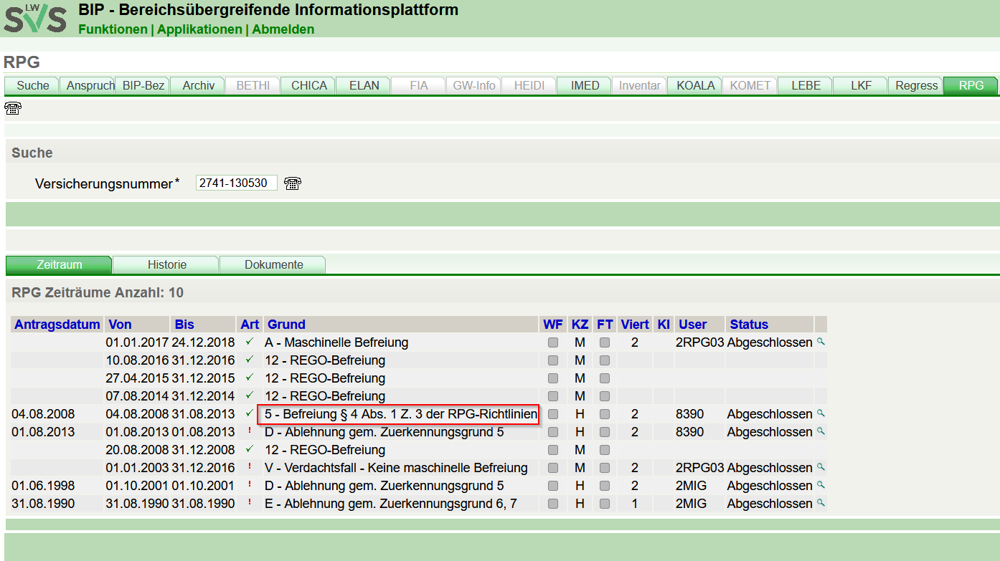 LW
SVS
BIP - Bereichsübergreifende Informationsplattform
Funktionen | Applikationen | Abmelden
RPG
Suche Anspruch BIP-Bez Archiv BETHI CHICA ELAN FIA GW-Info HEIDI IMED Inventar KOALA KOMET LEBE LKF Regress RPG
Suche
Versicherungsnummer* 2741-130530
Zeitraum Historie Dokumente
RPG Zeiträume Anzahl: 10
Antragsdatum Von Bis Art Grund WF KZ FT Viert KI User Status
01.01.2017 24.12.2018 A - Maschinelle Befreiung M 2 2RPG03 Abgeschlossen
10.08.2016 31.12.2016 12 - REGO-Befreiung M
27.04.2015 31.12.2015 12 - REGO-Befreiung M
07.08.2014 31.12.2014 12 - REGO-Befreiung M
04.08.2008 04.08.2008 31.08.2013 5 - Befreiung § 4 Abs. 1 Z. 3 der RPG-Richtlinien H 2 8390 Abgeschlossen
01.08.2013 01.08.2013 01.08.2013 ! D - Ablehnung gem. Zuerkennungsgrund 5 H 2 8390 Abgeschlossen
20.08.2008 31.12.2008 12 - REGO-Befreiung M
01.01.2003 31.12.2016 ! V - Verdachtsfall - Keine maschinelle Befreiung M 2 2RPG03 Abgeschlossen
01.06.1998 01.10.2001 01.10.2001 ! D - Ablehnung gem. Zuerkennungsgrund 5 H 2 2MIG Abgeschlossen
31.08.1990 31.08.1990 31.08.1990 ! E - Ablehnung gem. Zuerkennungsgrund 6, 7 H 1 2MIG Abgeschlossen